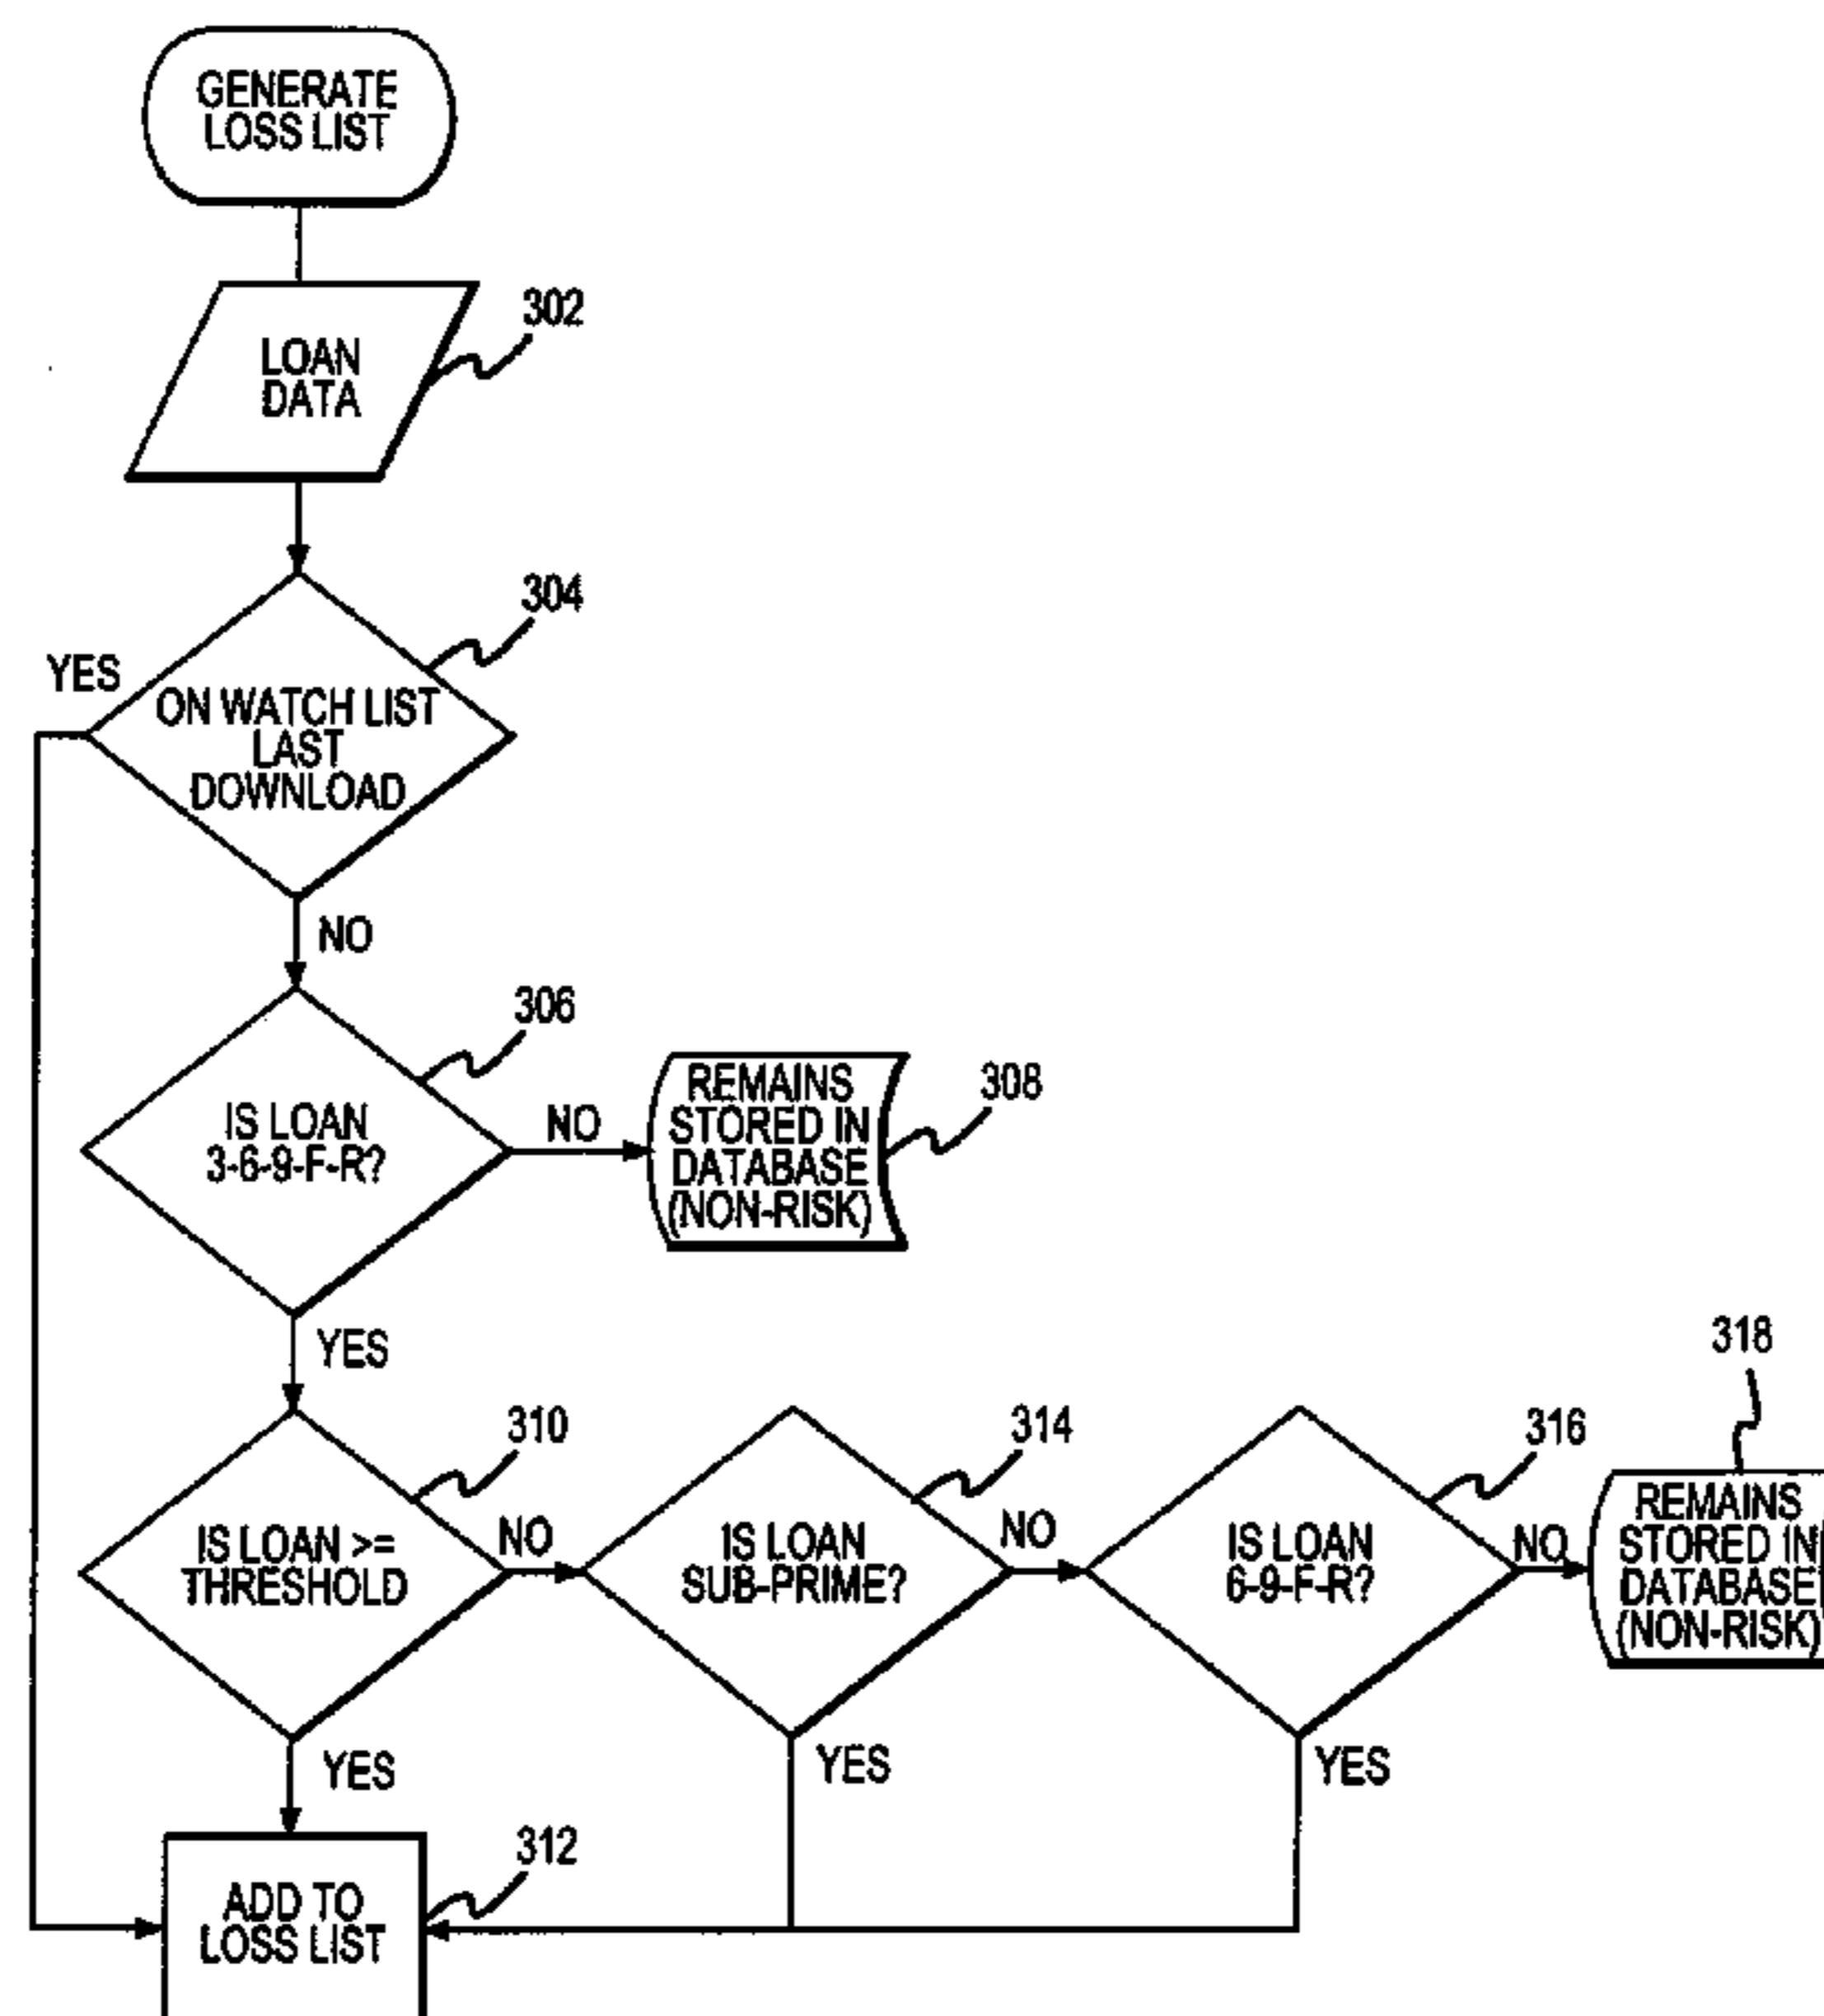 GENERATE
LOSS LIST
302
LOAN
DATA
304
YES
ON WATCH LIST
LAST
DOWNLOAD
NO
306
IS LOAN
3-6-9-F-R?
NO
REMAINS
STORED IN
DATABASE
(NON-RISK)
308
YES
310
IS LOAN >=
THRESHOLD
NO
314
IS LOAN
SUB-PRIME?
NO
316
IS LOAN
6-9-F-R?
NO
318
REMAINS
STORED IN
DATABASE
(NON-RISK)
YES
YES
YES
312
ADD TO
LOSS LIST